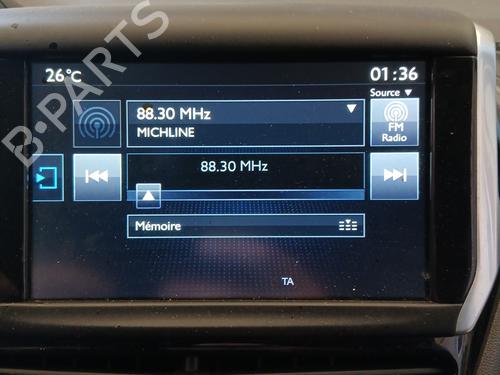 B-PARTS
26°C
01:36
Source ▼
88.30 MHz ▼
MICHLINE
FM
Radio
88.30 MHz
Mémoire
TA